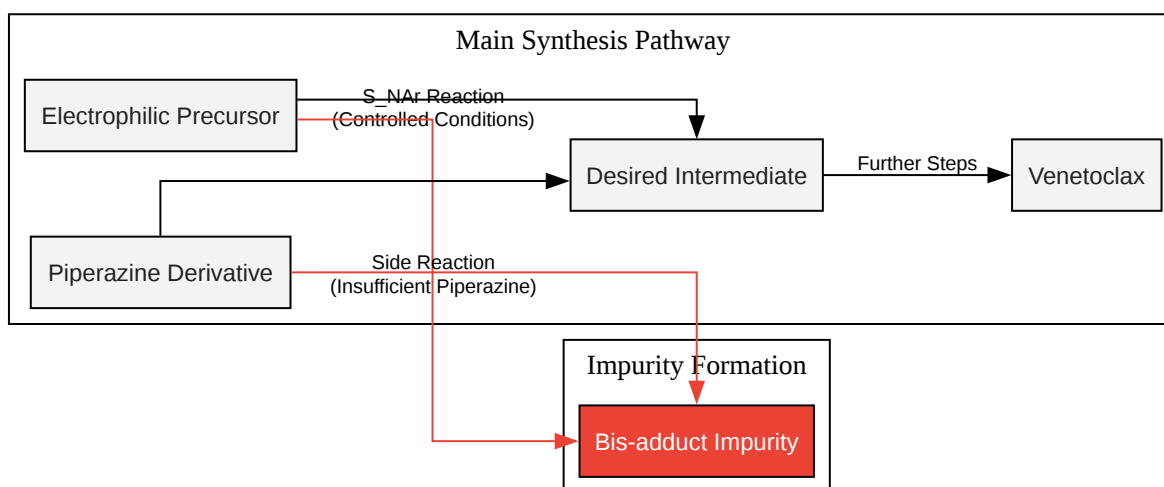 Main Synthesis Pathway
Electrophilic Precursor
S_NAr Reaction
(Controlled Conditions)
Desired Intermediate
Further Steps
Venetoclax
Piperazine Derivative
Side Reaction
(Insufficient Piperazine)
Impurity Formation
Bis-adduct Impurity